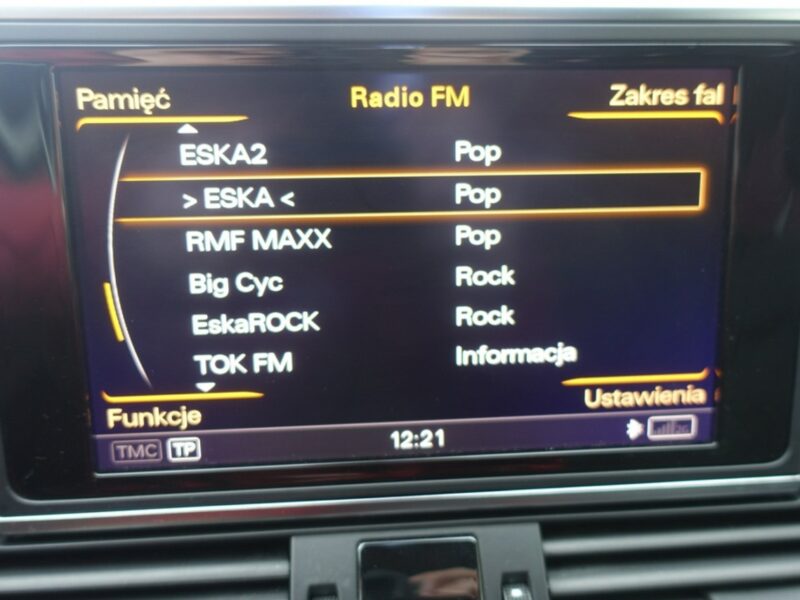 Pamięć Radio FM Zakres fal
ESKA2 Pop
> ESKA < Pop
RMF MAXX Pop
Big Cyc Rock
EskaROCK Rock
TOK FM Informacja
Funkcje Ustawienia
TMC TP 12:21